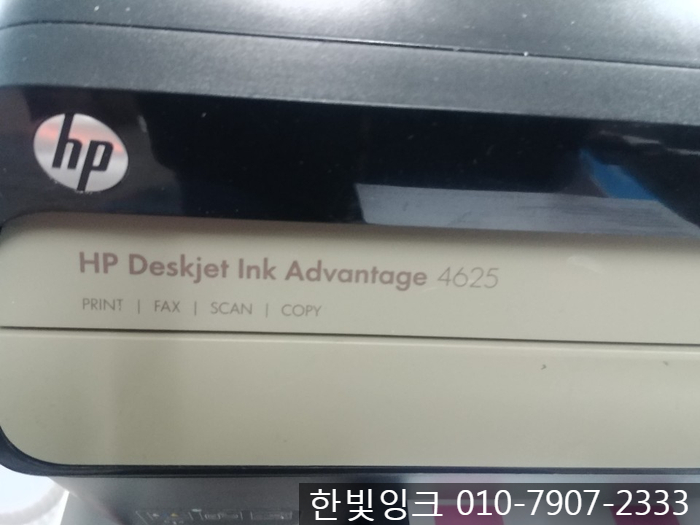 hp
HP Deskjet Ink Advantage 4625
PRINT | FAX | SCAN | COPY
한빛잉크 010-7907-2333